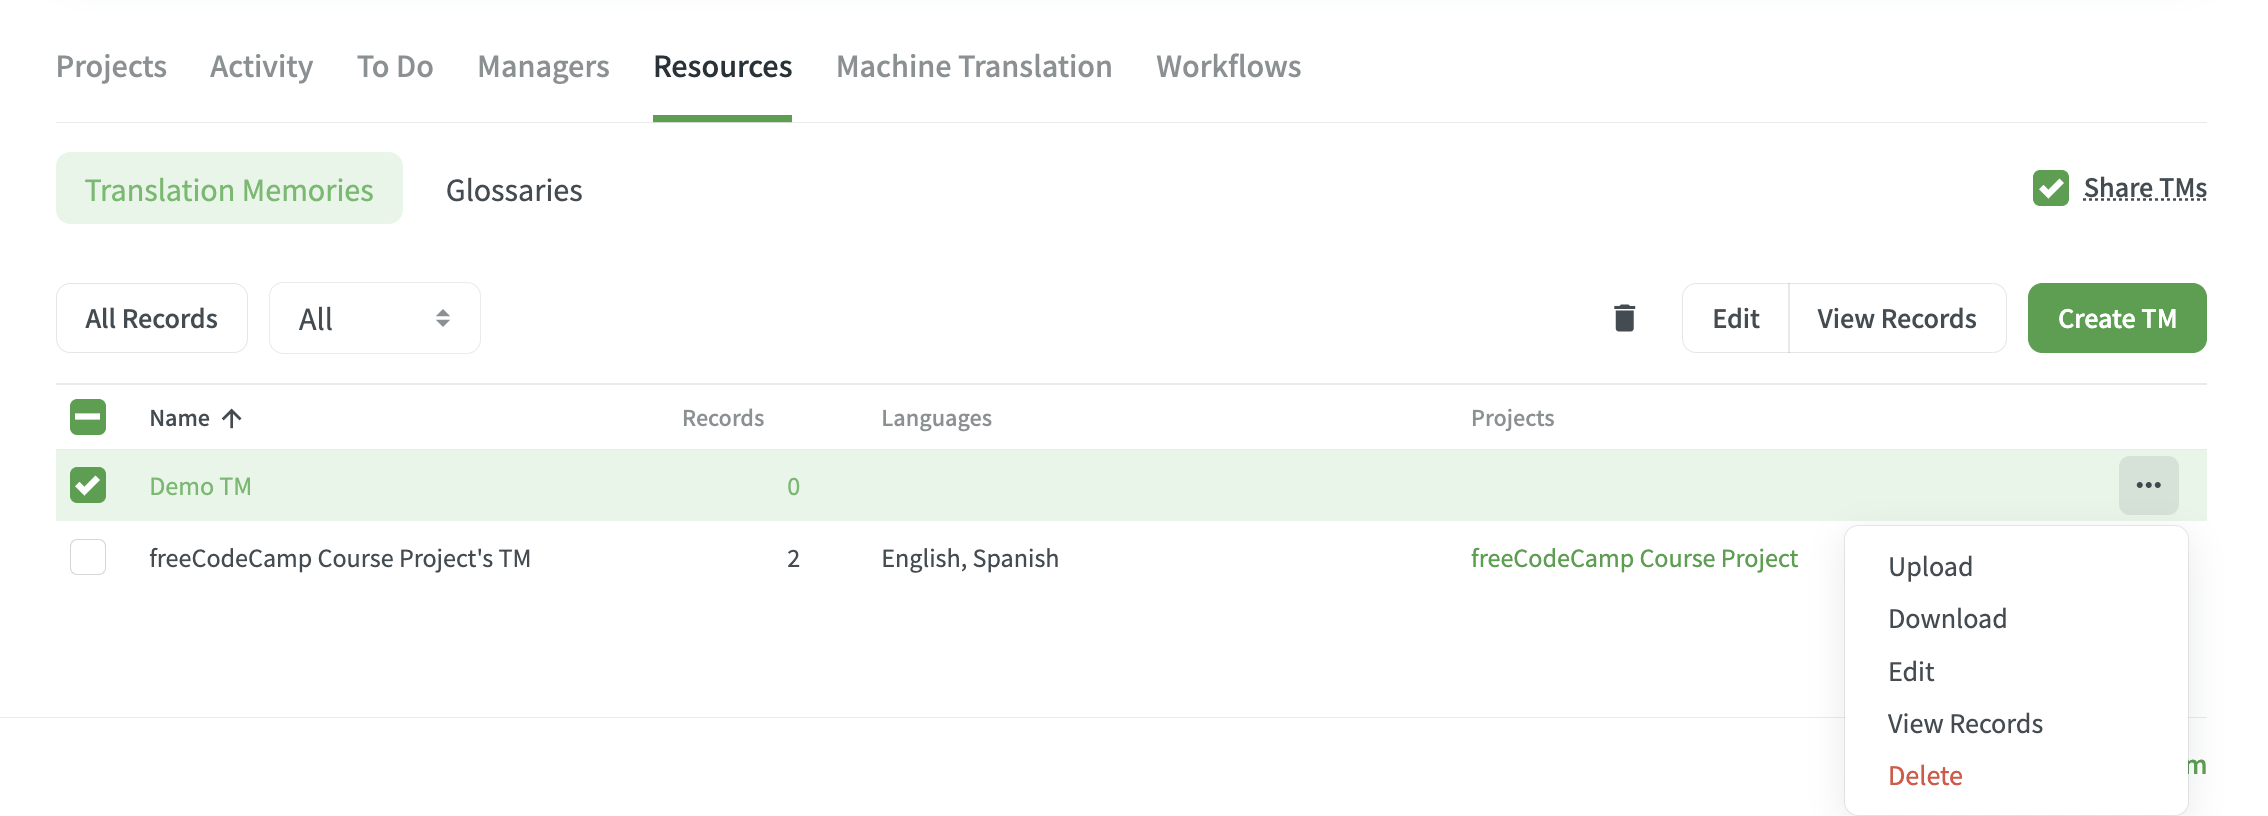 Projects Activity To Do Managers Resources Machine Translation Workflows
Translation Memories Glossaries Share TMs
All Records All Edit View Records Create TM
Name Records Languages Projects
Demo TM 0
freeCodeCamp Course Project's TM 2 English, Spanish freeCodeCamp Course Project
Upload
Download
Edit
View Records
Delete